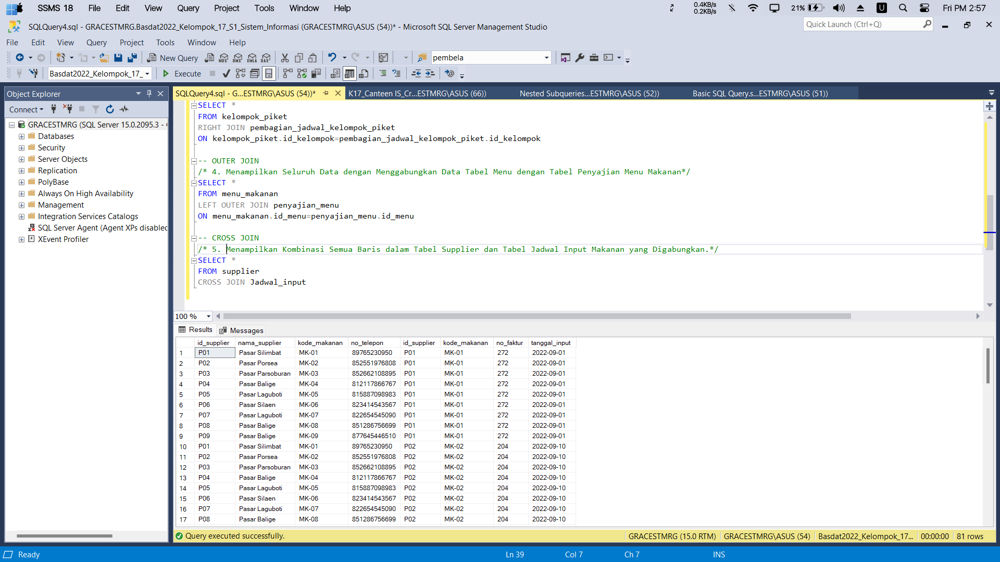 SSMS 18 File Edit View Query Project Tools Window Help 0.4KB/s 0.2KB/s 21% U Fri PM 2:57
SQLQuery4.sql - GRACESTMRG.Basdat2022_Kelompok_17_S1_Sistem_Informasi (GRACESTMRG\ASUS (54))* - Microsoft SQL Server Management Studio Quick Launch (Ctrl+Q)
File Edit View Query Project Tools Window Help
New Query MDX DMX XMLA DAX pembela
Basdat2022_Kelompok_17_ Execute
Object Explorer
Connect
GRACESTMRG (SQL Server 15.0.2095.3 -
Databases
Security
Server Objects
Replication
PolyBase
Always On High Availability
Management
Integration Services Catalogs
SQL Server Agent (Agent XPs disabled
XEvent Profiler
SQLQuery4.sql - G...ESTMRG\ASUS (54))* K17_Canteen IS_Cr...ESTMRG\ASUS (66)) Nested Subqueries...ESTMRG\ASUS (52)) Basic SQL Query.s...ESTMRG\ASUS (51))
SELECT *
FROM kelompok_piket
RIGHT JOIN pembagian_jadwal_kelompok_piket
ON kelompok_piket.id_kelompok=pembagian_jadwal_kelompok_piket.id_kelompok
-- OUTER JOIN
/* 4. Menampilkan Seluruh Data dengan Menggabungkan Data Tabel Menu dengan Tabel Penyajian Menu Makanan*/
SELECT *
FROM menu_makanan
LEFT OUTER JOIN penyajian_menu
ON menu_makanan.id_menu=penyajian_menu.id_menu
-- CROSS JOIN
/* 5. Menampilkan Kombinasi Semua Baris dalam Tabel Supplier dan Tabel Jadwal Input Makanan yang Digabungkan.*/
SELECT *
FROM supplier
CROSS JOIN Jadwal_input
100 %
Results Messages
id_supplier nama_supplier kode_makanan no_telepon id_supplier kode_makanan no_faktur tanggal_input
1 P01 Pasar Silimbat MK-01 89765230950 P01 MK-01 272 2022-09-01
2 P02 Pasar Porsea MK-02 852551976808 P01 MK-01 272 2022-09-01
3 P03 Pasar Parsoburan MK-03 852662108895 P01 MK-01 272 2022-09-01
4 P04 Pasar Balige MK-04 812117866767 P01 MK-01 272 2022-09-01
5 P05 Pasar Laguboti MK-05 815887098983 P01 MK-01 272 2022-09-01
6 P06 Pasar Silaen MK-06 823414543567 P01 MK-01 272 2022-09-01
7 P07 Pasar Laguboti MK-07 822654545090 P01 MK-01 272 2022-09-01
8 P08 Pasar Balige MK-08 851286756699 P01 MK-01 272 2022-09-01
9 P09 Pasar Balige MK-09 877645446510 P01 MK-01 272 2022-09-01
10 P01 Pasar Silimbat MK-01 89765230950 P02 MK-02 204 2022-09-10
11 P02 Pasar Porsea MK-02 852551976808 P02 MK-02 204 2022-09-10
12 P03 Pasar Parsoburan MK-03 852662108895 P02 MK-02 204 2022-09-10
13 P04 Pasar Balige MK-04 812117866767 P02 MK-02 204 2022-09-10
14 P05 Pasar Laguboti MK-05 815887098983 P02 MK-02 204 2022-09-10
15 P06 Pasar Silaen MK-06 823414543567 P02 MK-02 204 2022-09-10
16 P07 Pasar Laguboti MK-07 822654545090 P02 MK-02 204 2022-09-10
17 P08 Pasar Balige MK-08 851286756699 P02 MK-02 204 2022-09-10
Query executed successfully. GRACESTMRG (15.0 RTM) GRACESTMRG\ASUS (54) Basdat2022_Kelompok_17... 00:00:00 81 rows
Ready Ln 39 Col 7 Ch 7 INS